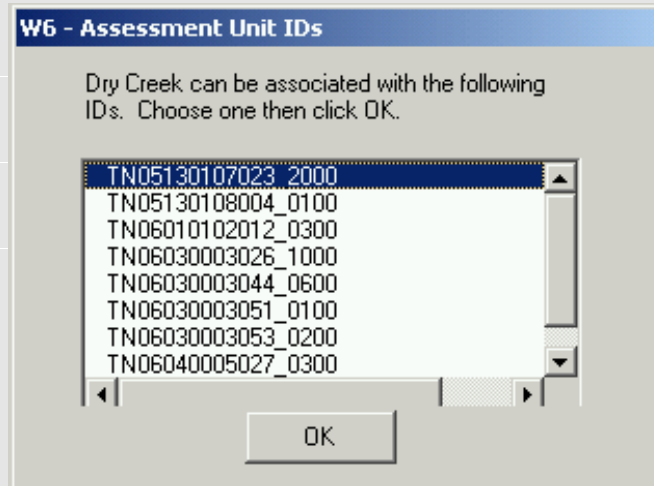 W6 - Assessment Unit IDs
Dry Creek can be associated with the following
IDs. Choose one then click OK.
TN05130107023_2000
TN05130108004_0100
TN06010102012_0300
TN06030003026_1000
TN06030003044_0600
TN06030003051_0100
TN06030003053_0200
TN06040005027_0300
OK